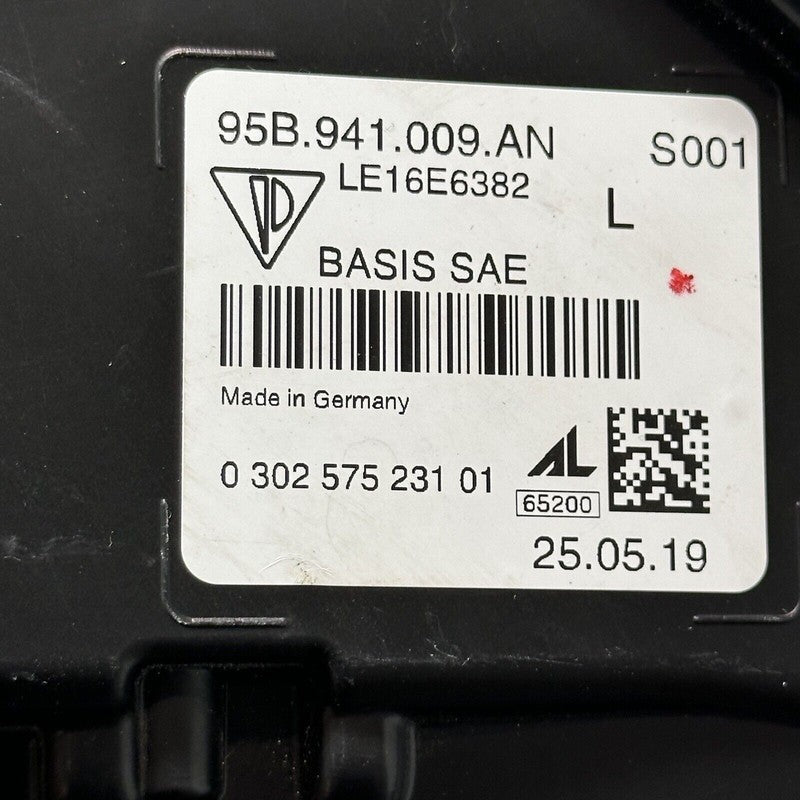 95B.941.009.AN S001
LE16E6382
L
BASIS SAE
Made in Germany
0 302 575 231 01
AL
65200
25.05.19